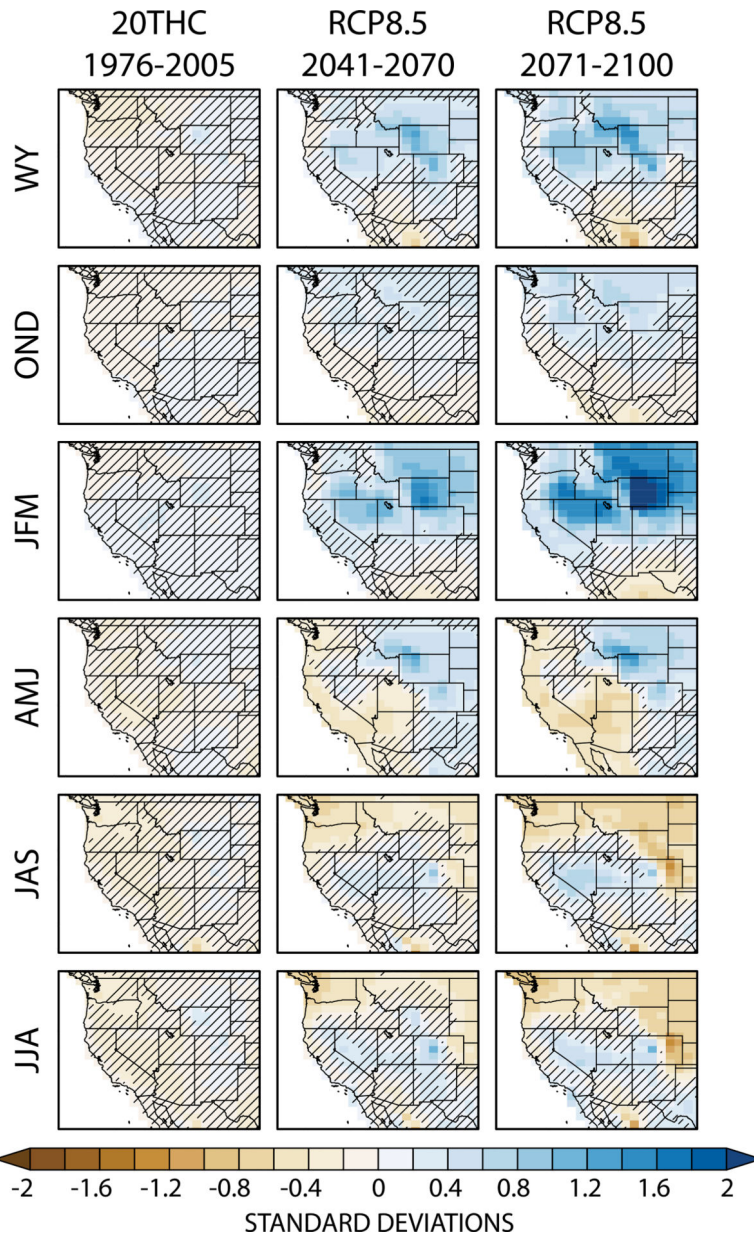 20THC RCP8.5 RCP8.5
1976-2005 2041-2070 2071-2100
WY
OND
JFM
AMJ
JAS
JJA
-2 -1.6 -1.2 -0.8 -0.4 0 0.4 0.8 1.2 1.6 2
STANDARD DEVIATIONS